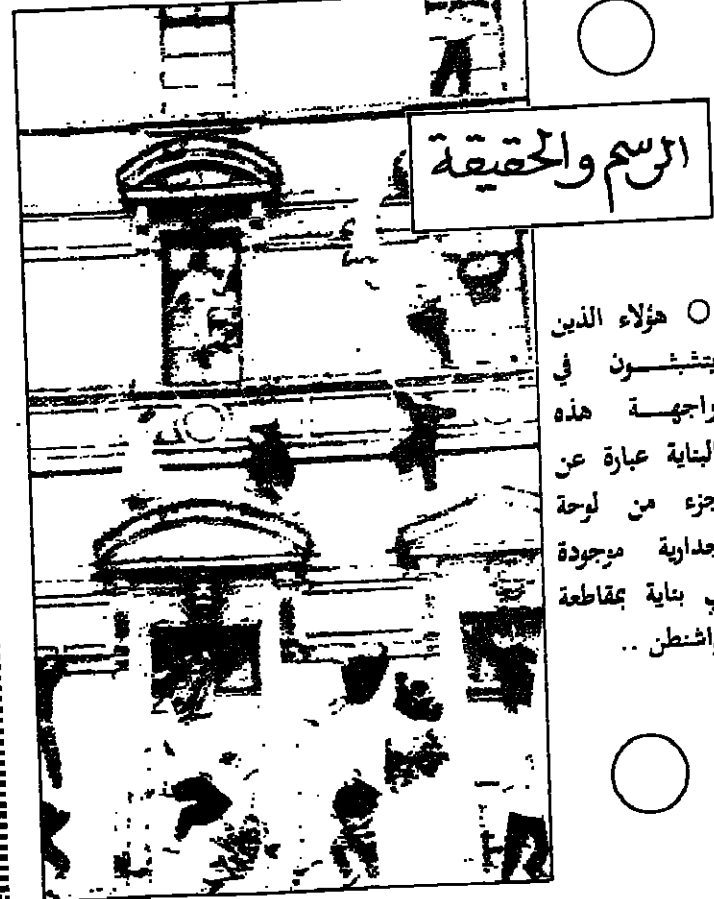 الرسم والحقيقة
○ هؤلاء الذين
يتشبثون في
واجهة هذه
البناية عبارة عن
جزء من لوحة
جدارية موجودة
في بناية بمقاطعة
واشنطن ..